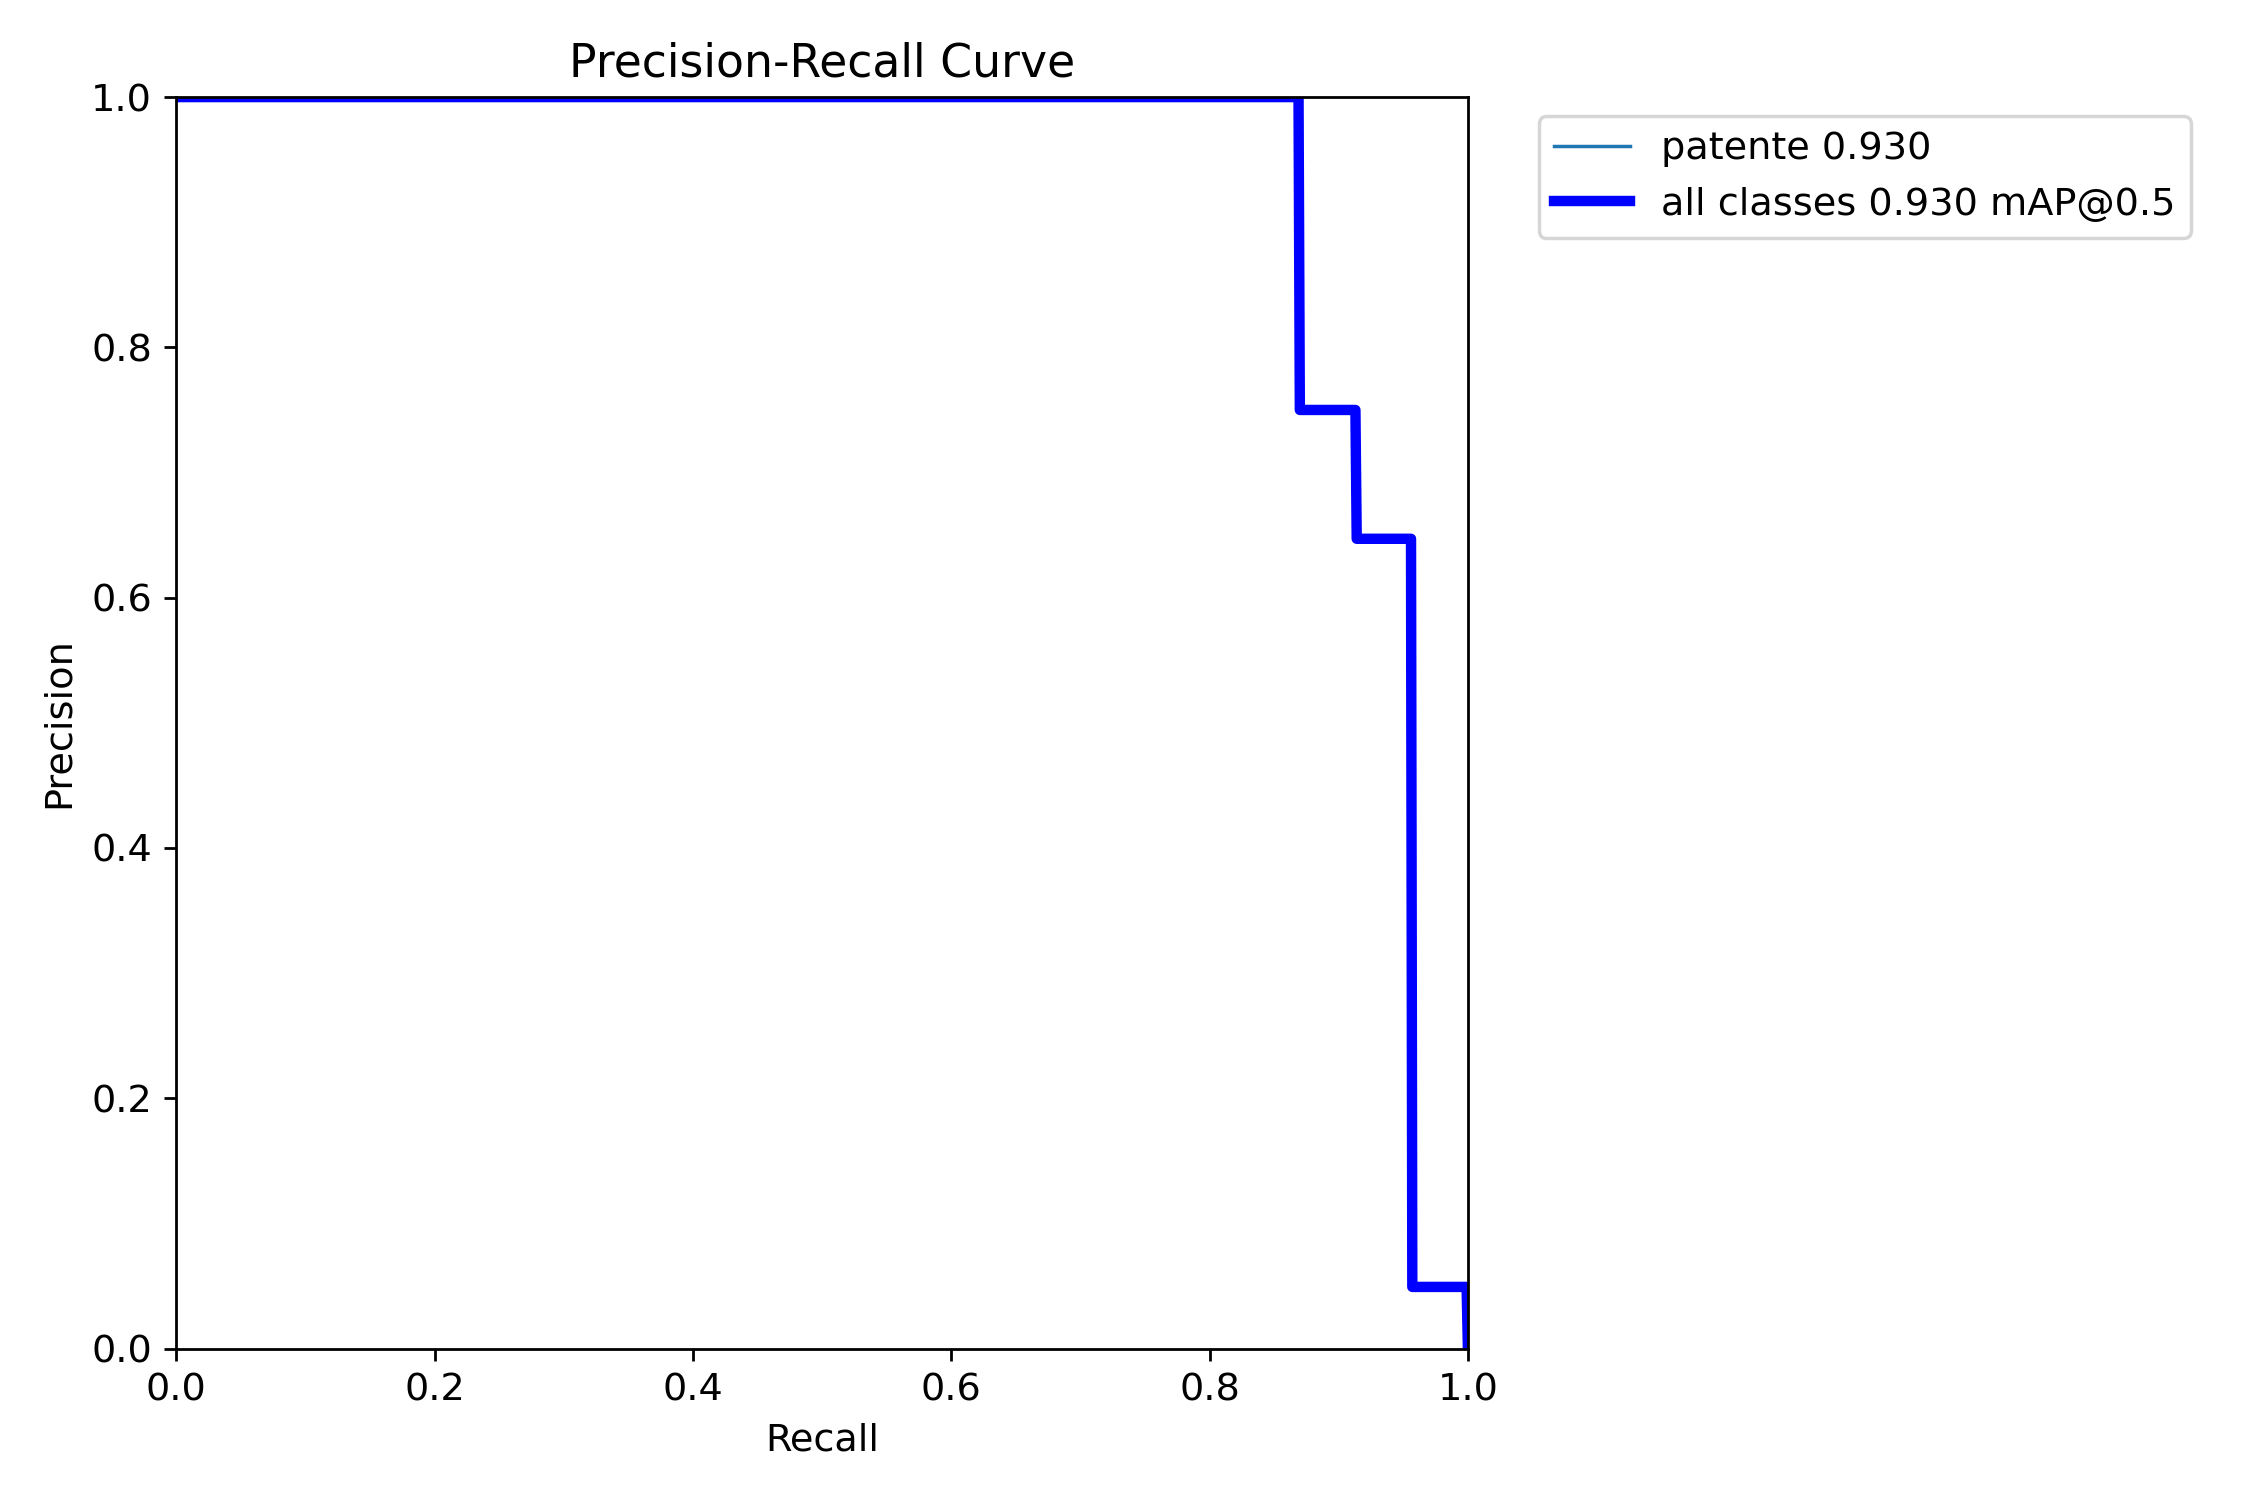 Precision-Recall Curve
patente 0.930
all classes 0.930 mAP@0.5
Precision
1.0
0.8
0.6
0.4
0.2
0.0
0.0 0.2 0.4 0.6 0.8 1.0
Recall